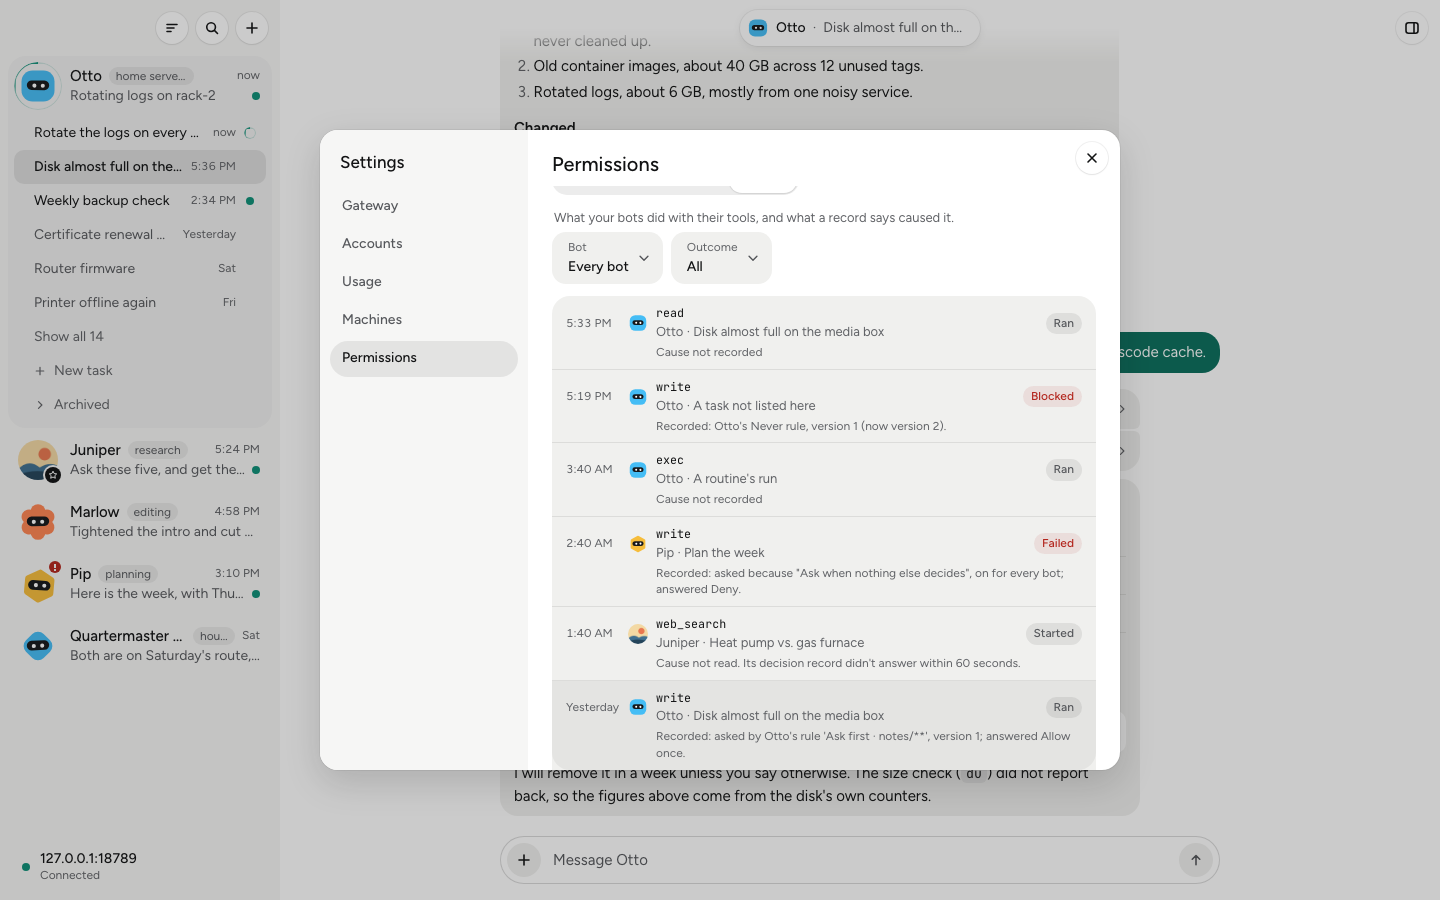 Otto · Disk almost full on th...
never cleaned up.
2. Old container images, about 40 GB across 12 unused tags.
3. Rotated logs, about 6 GB, mostly from one noisy service.
Changed
Otto home serve... now
Rotating logs on rack-2
Rotate the logs on every ... now
Disk almost full on the... 5:36 PM
Weekly backup check 2:34 PM
Certificate renewal ... Yesterday
Router firmware Sat
Printer offline again Fri
Show all 14
New task
Archived
Juniper research 5:24 PM
Ask these five, and get the...
Marlow editing 4:58 PM
Tightened the intro and cut ...
Pip planning 3:10 PM
Here is the week, with Thu...
Quartermaster ... hou... Sat
Both are on Saturday's route,...
127.0.0.1:18789
Connected
Settings
Gateway
Accounts
Usage
Machines
Permissions
Permissions
What your bots did with their tools, and what a record says caused it.
Bot
Every bot
Outcome
All
5:33 PM read Ran
Otto · Disk almost full on the media box
Cause not recorded
5:19 PM write Blocked
Otto · A task not listed here
Recorded: Otto's Never rule, version 1 (now version 2).
3:40 AM exec Ran
Otto · A routine's run
Cause not recorded
2:40 AM write Failed
Pip · Plan the week
Recorded: asked because "Ask when nothing else decides", on for every bot;
answered Deny.
1:40 AM web_search Started
Juniper · Heat pump vs. gas furnace
Cause not read. Its decision record didn't answer within 60 seconds.
Yesterday write Ran
Otto · Disk almost full on the media box
Recorded: asked by Otto's rule 'Ask first · notes/**', version 1; answered Allow
once.
scode cache.
I will remove it in a week unless you say otherwise. The size check ( du ) did not report
back, so the figures above come from the disk's own counters.
Message Otto